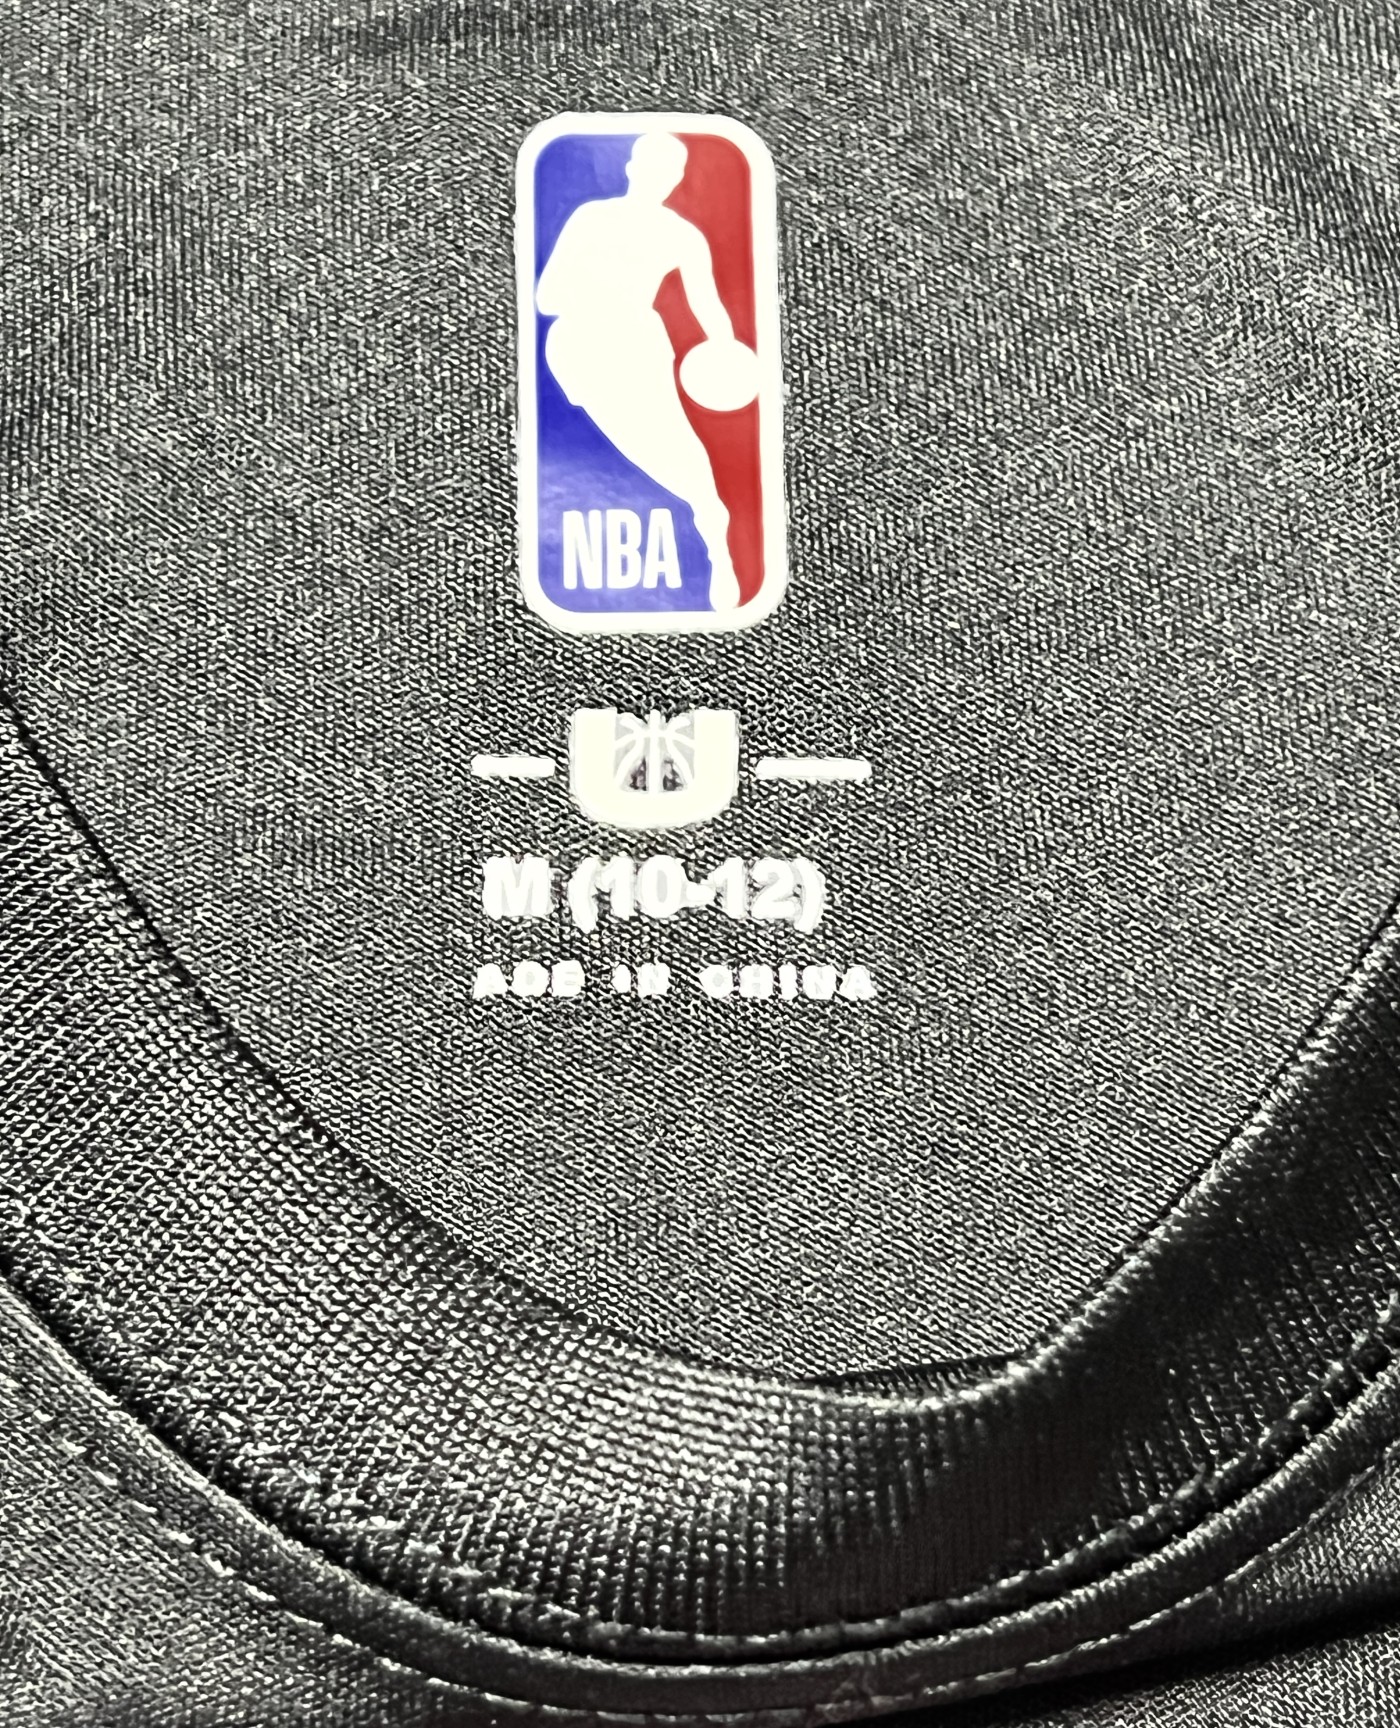 NBA
M (10-12)
ADE IN CHINA